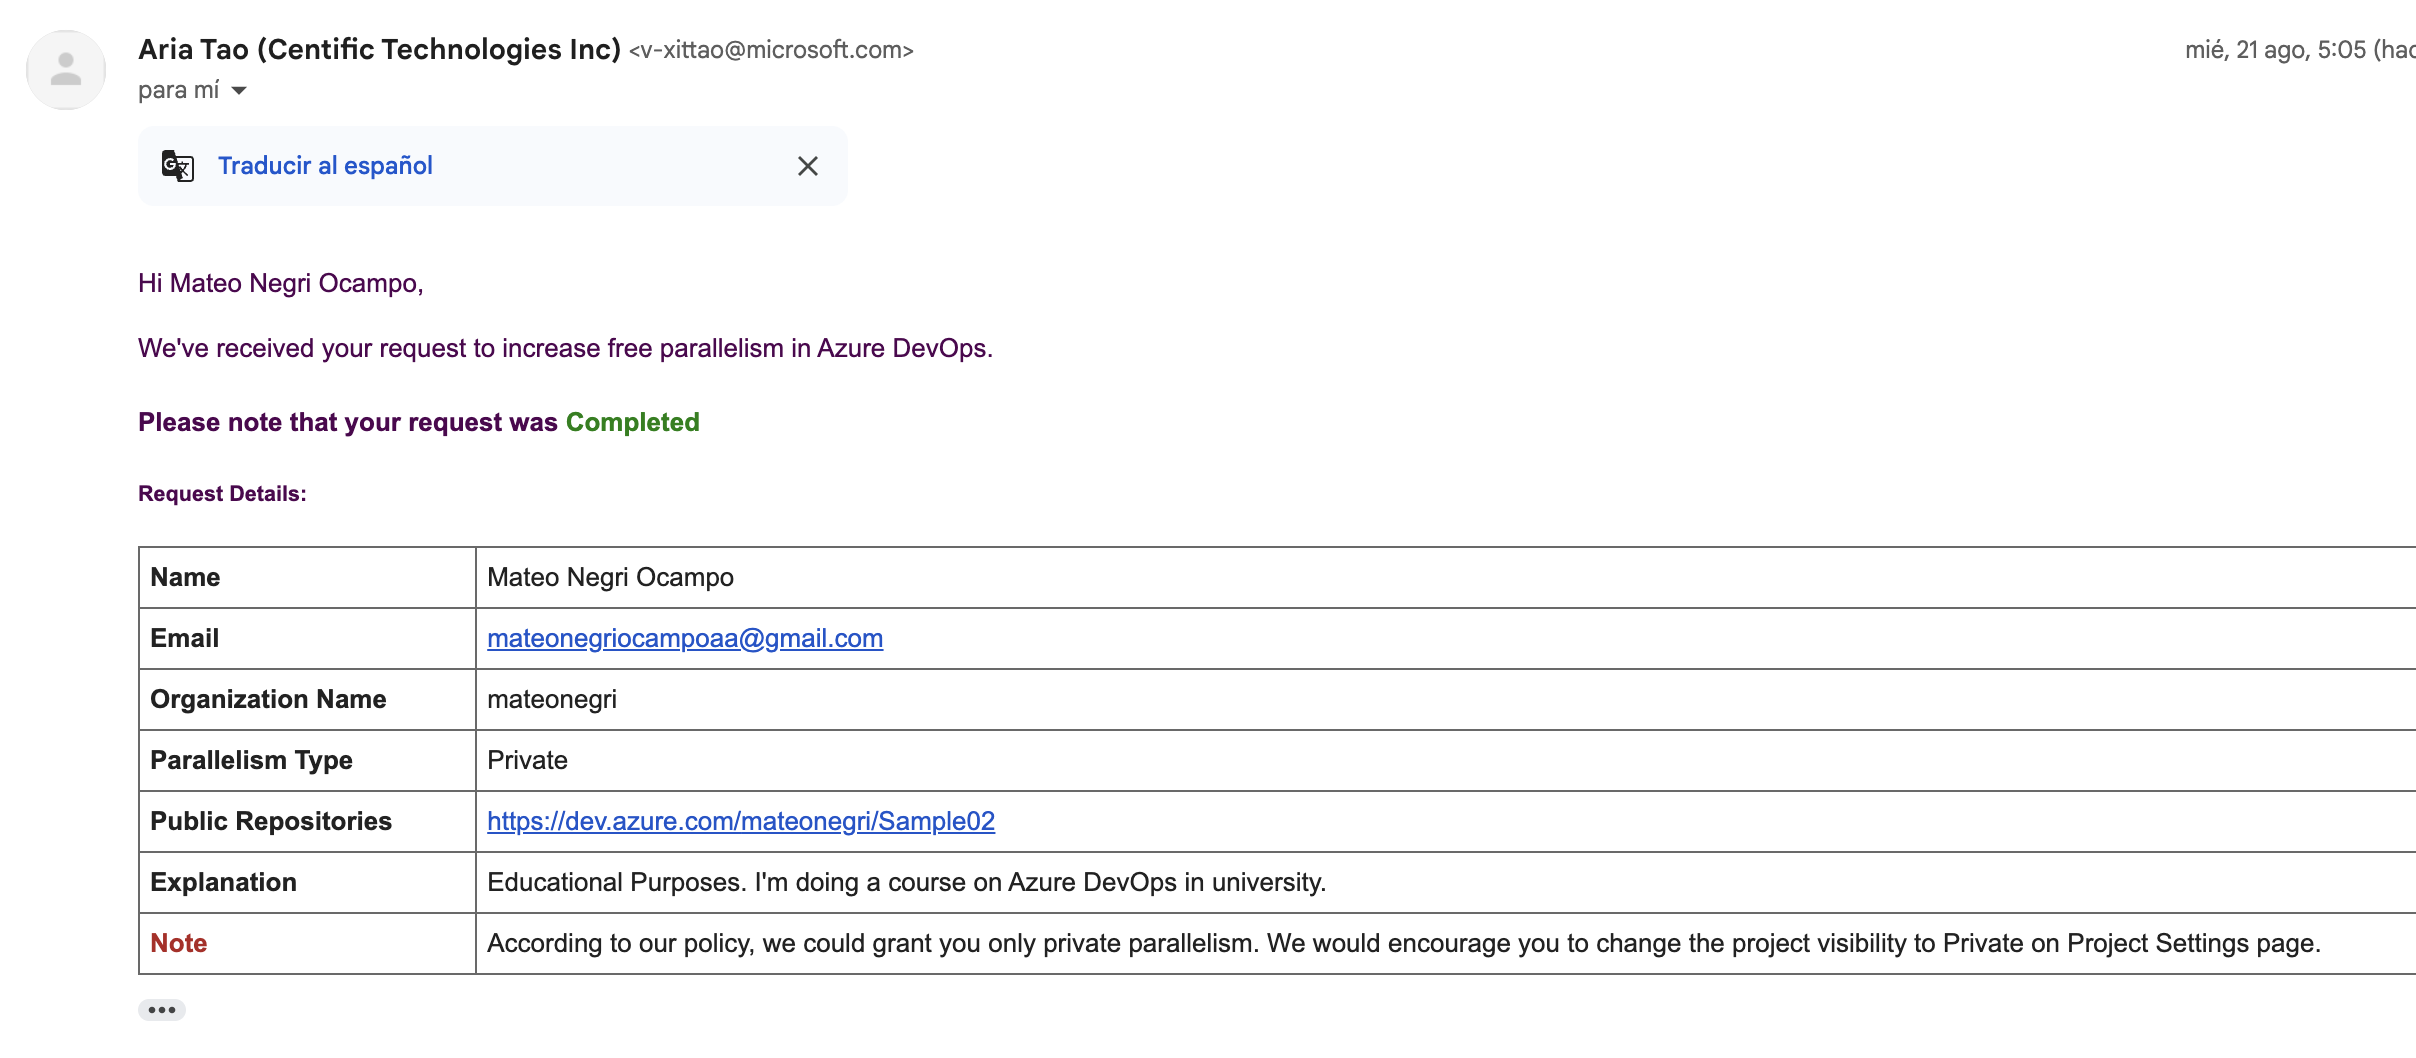 Aria Tao (Centific Technologies Inc) <v-xittao@microsoft.com>
mié, 21 ago, 5:05 (hac
para mí
Traducir al español
Hi Mateo Negri Ocampo,
We've received your request to increase free parallelism in Azure DevOps.
Please note that your request was Completed
Request Details:
Name Mateo Negri Ocampo
Email mateonegriocampoaa@gmail.com
Organization Name mateonegri
Parallelism Type Private
Public Repositories https://dev.azure.com/mateonegri/Sample02
Explanation Educational Purposes. I'm doing a course on Azure DevOps in university.
Note According to our policy, we could grant you only private parallelism. We would encourage you to change the project visibility to Private on Project Settings page.